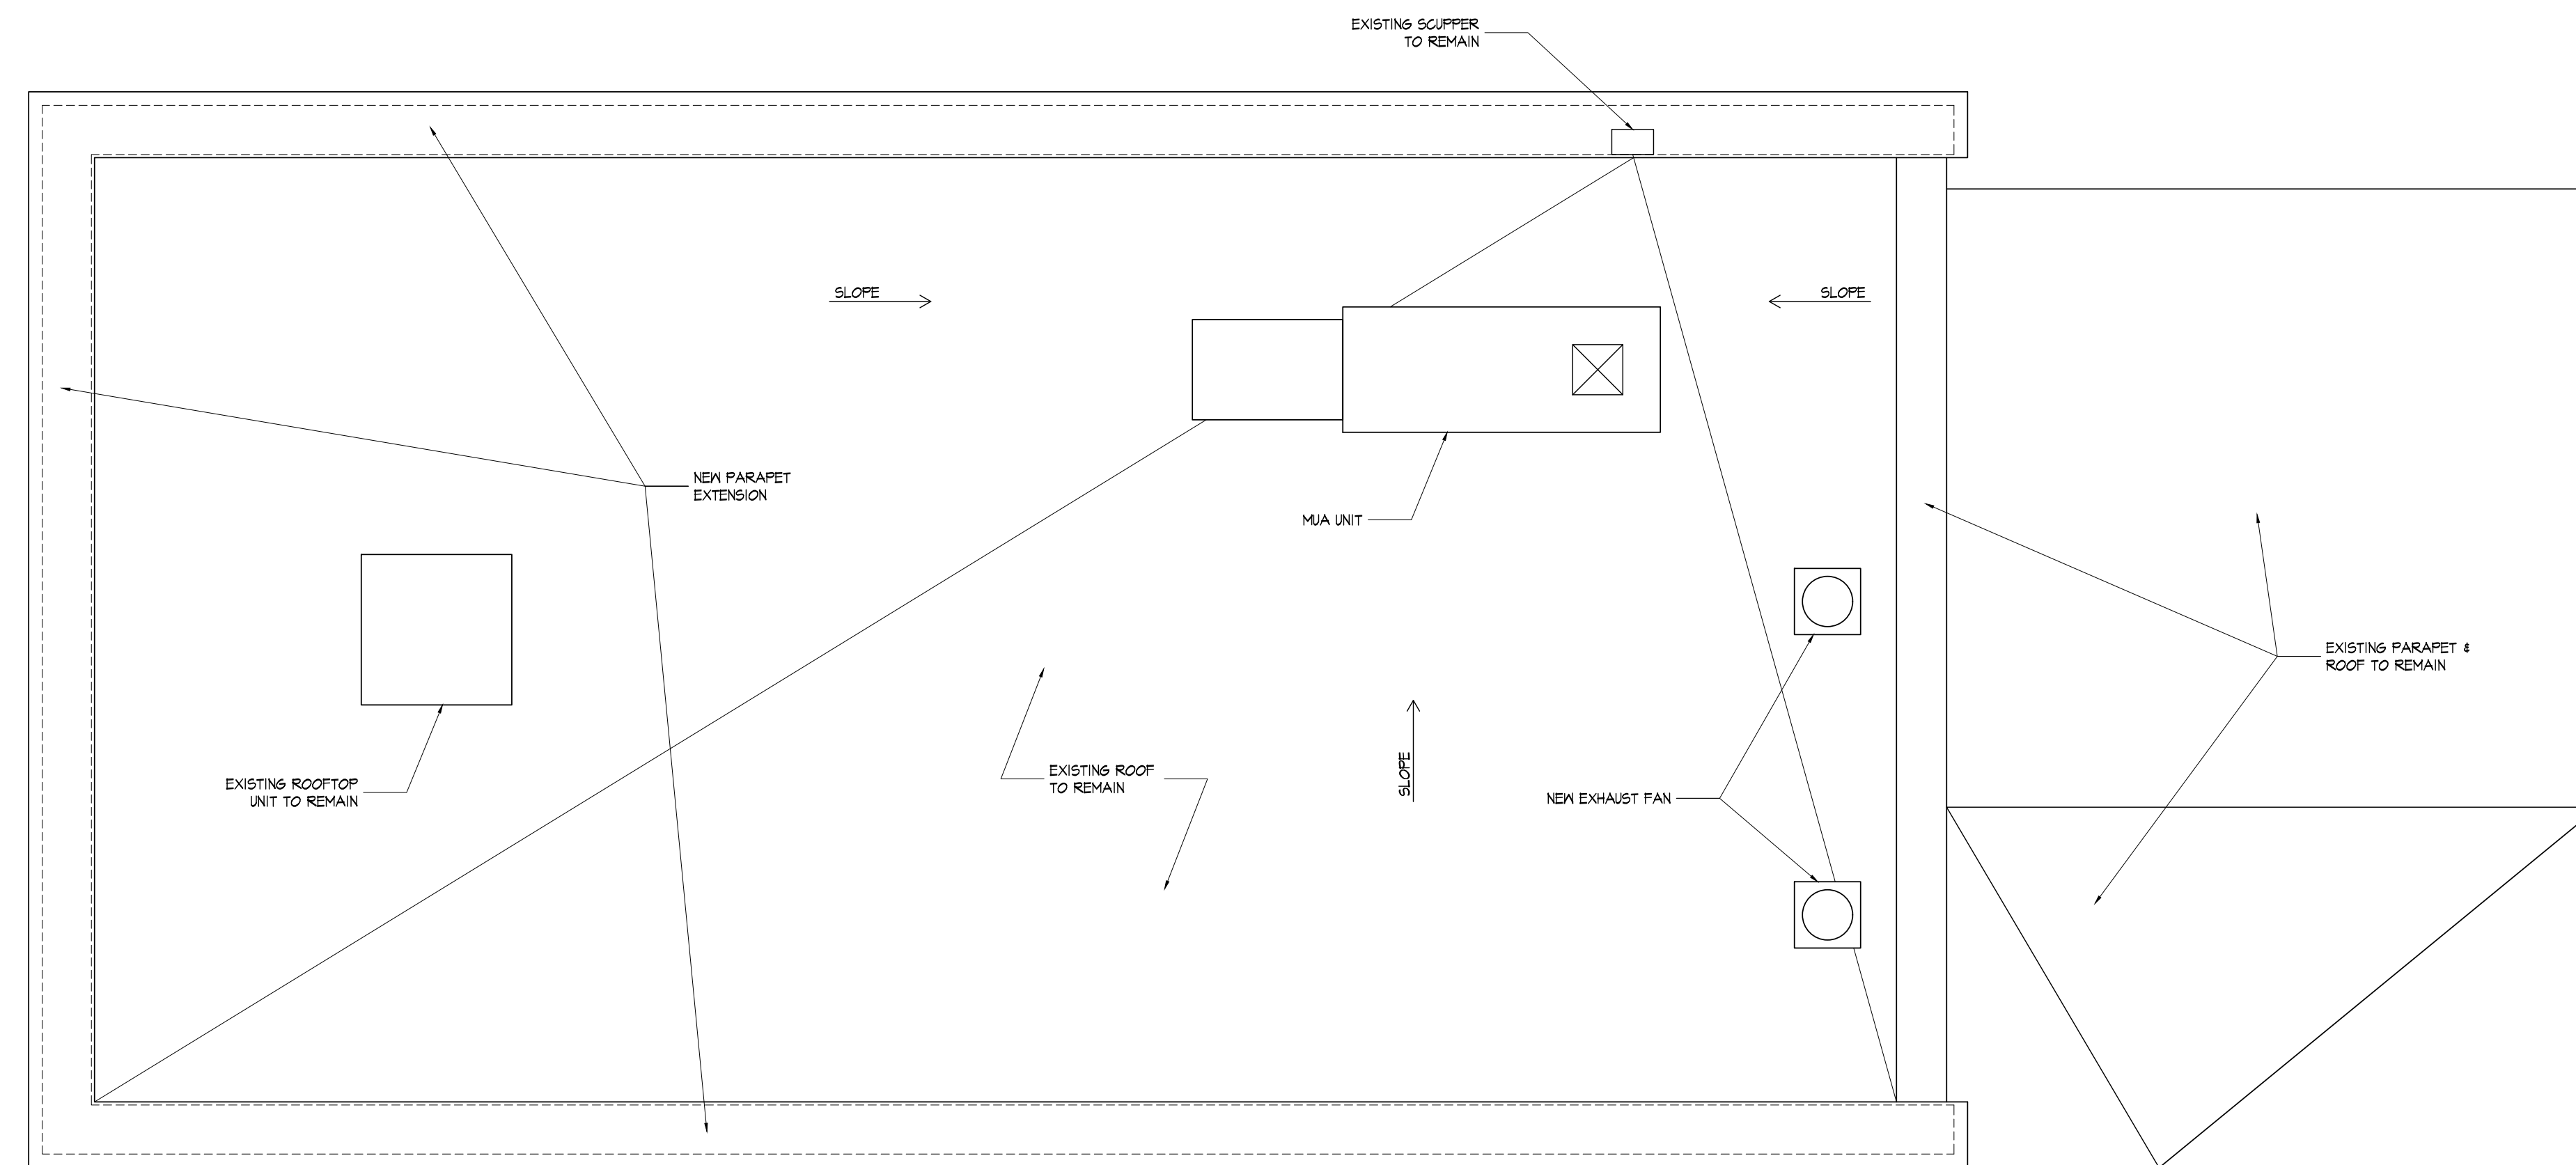 EXISTING SCUPPER
TO REMAIN
SLOPE
SLOPE
NEW PARAPET
EXTENSION
MUA UNIT
EXISTING PARAPET &
ROOF TO REMAIN
EXISTING ROOFTOP
UNIT TO REMAIN
EXISTING ROOF
TO REMAIN
SLOPE
NEW EXHAUST FAN